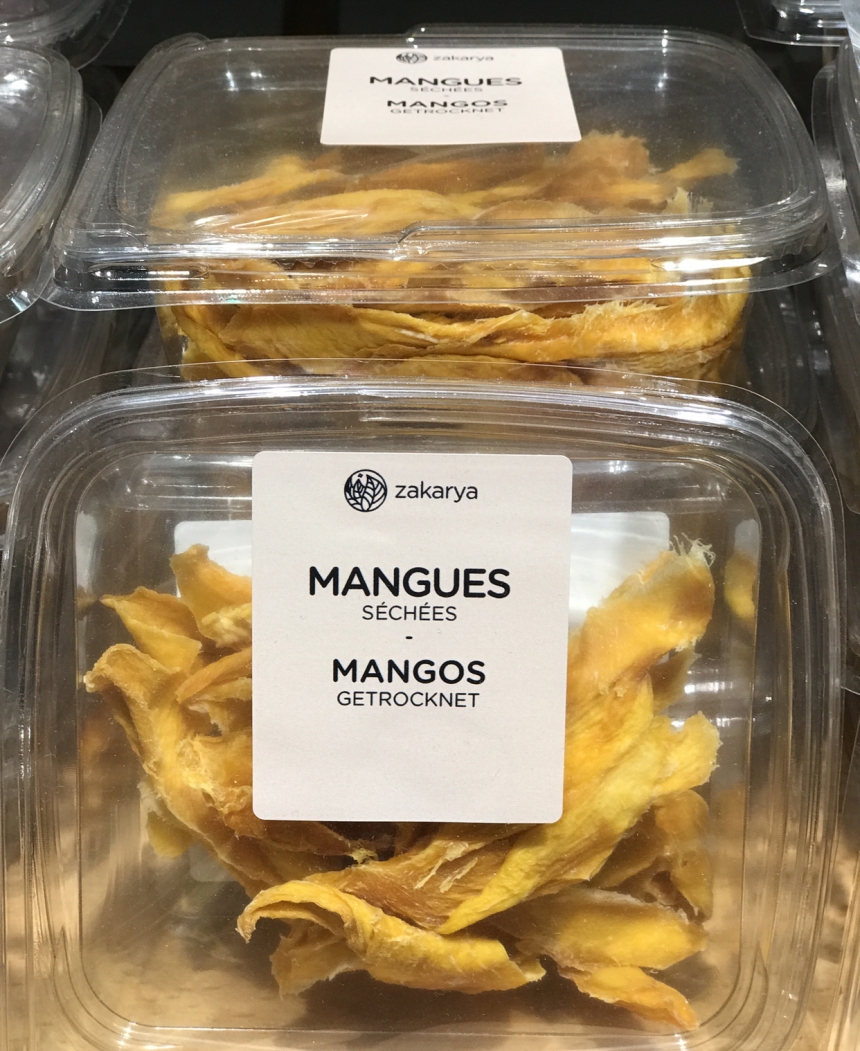 zakarya
MANGUES
SÉCHÉES
-
MANGOS
GETROCKNET
zakarya
MANGUES
SÉCHÉES
-
MANGOS
GETROCKNET